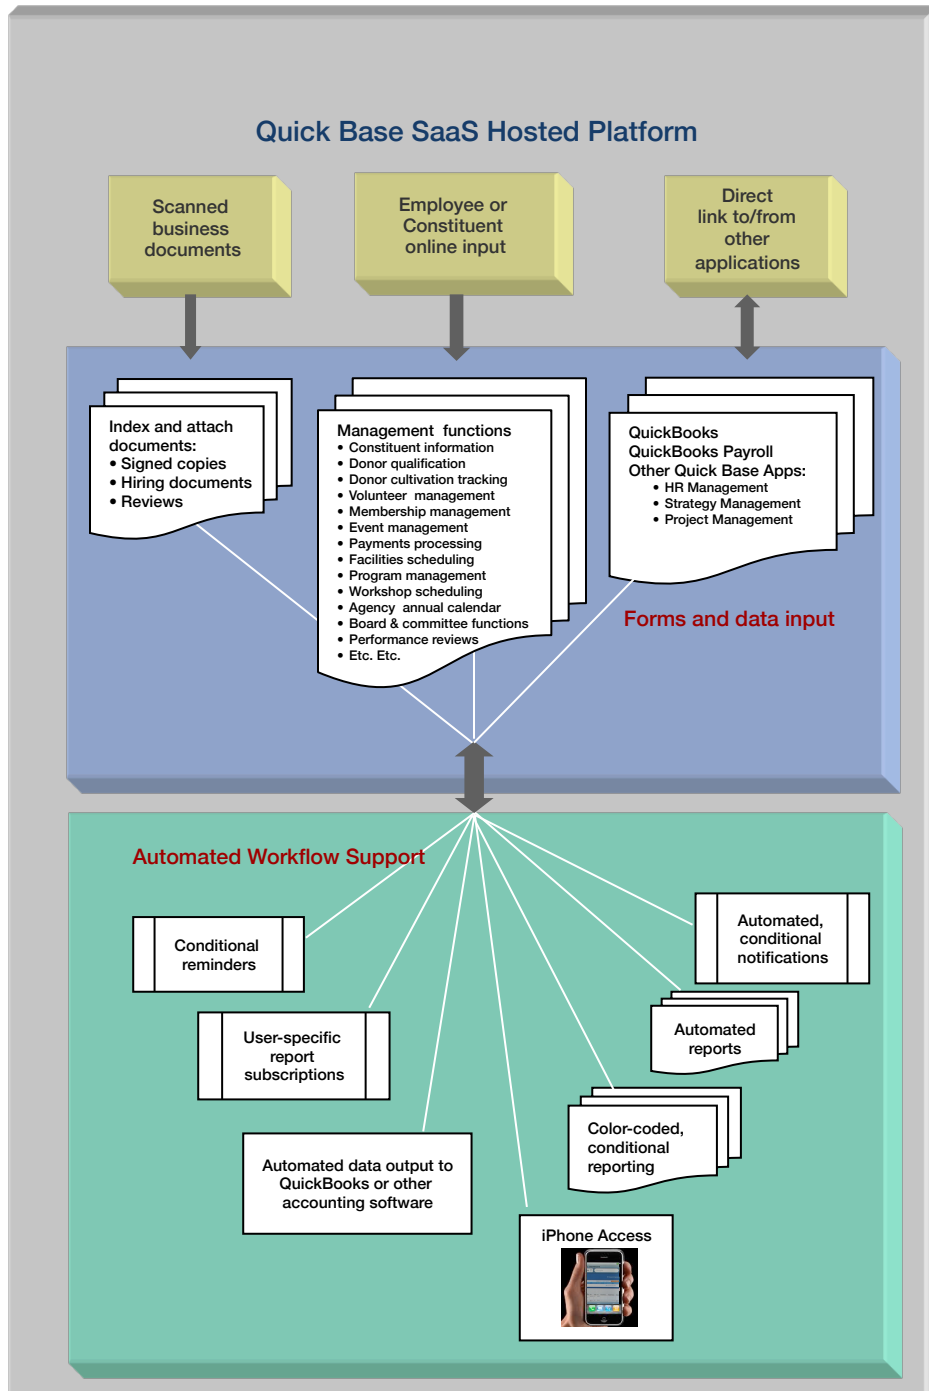 Quick Base SaaS Hosted Platform
Scanned
business
documents
Employee or
Constituent
online input
Direct
link to/from
other
applications
Index and attach
documents:
• Signed copies
• Hiring documents
• Reviews
Management functions
• Constituent information
• Donor qualification
• Donor cultivation tracking
• Volunteer management
• Membership management
• Event management
• Payments processing
• Facilities scheduling
• Program management
• Workshop scheduling
• Agency annual calendar
• Board & committee functions
• Performance reviews
• Etc. Etc.
QuickBooks
QuickBooks Payroll
Other Quick Base Apps:
• HR Management
• Strategy Management
• Project Management
Forms and data input
Automated Workflow Support
Conditional
reminders
User-specific
report
subscriptions
Automated data output to
QuickBooks or other
accounting software
iPhone Access
Color-coded,
conditional
reporting
Automated
reports
Automated,
conditional
notifications